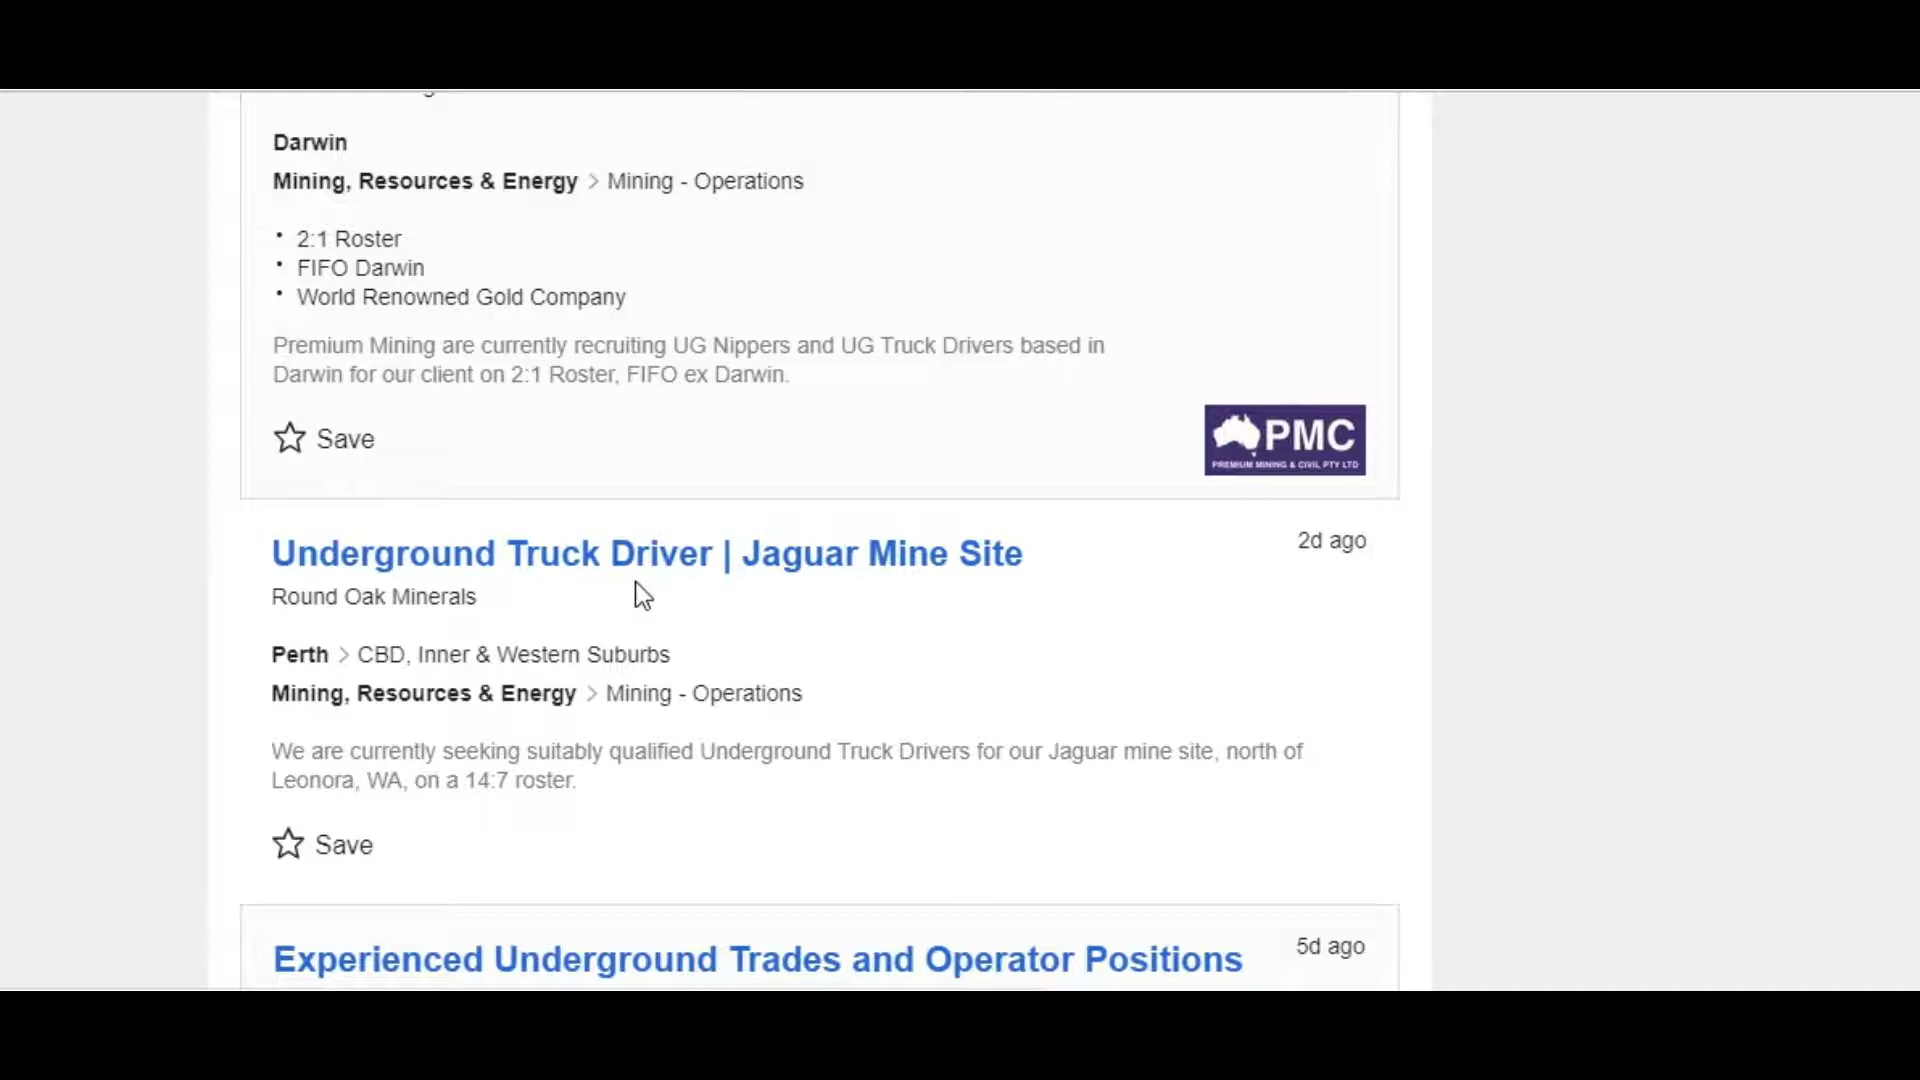 Darwin
Mining, Resources & Energy > Mining - Operations
• 2:1 Roster
• FIFO Darwin
• World Renowned Gold Company
Premium Mining are currently recruiting UG Nippers and UG Truck Drivers based in
Darwin for our client on 2:1 Roster, FIFO ex Darwin.
Save
PMC
PREMIUM MINING & CIVIL PTY LTD
Underground Truck Driver | Jaguar Mine Site
2d ago
Round Oak Minerals
Perth > CBD, Inner & Western Suburbs
Mining, Resources & Energy > Mining - Operations
We are currently seeking suitably qualified Underground Truck Drivers for our Jaguar mine site, north of
Leonora, WA, on a 14:7 roster.
Save
Experienced Underground Trades and Operator Positions
5d ago